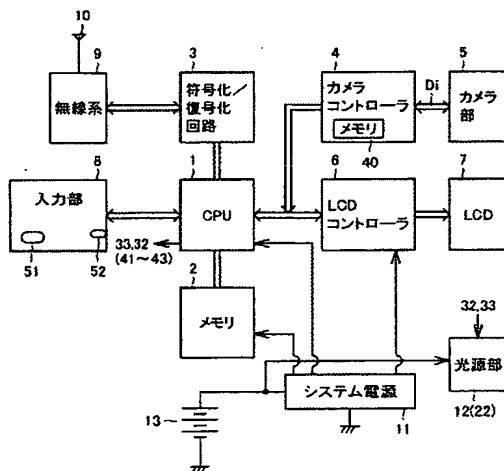 10
9
無線系
3
符号化／
復号化
回路
4
カメラ
コントローラ
メモリ
40
Di
5
カメラ
部
8
入力部
51
52
1
CPU
33,32
(41〜43)
6
LCD
コントローラ
7
LCD
2
メモリ
32,33
光源部
12(22)
システム電源
11
13